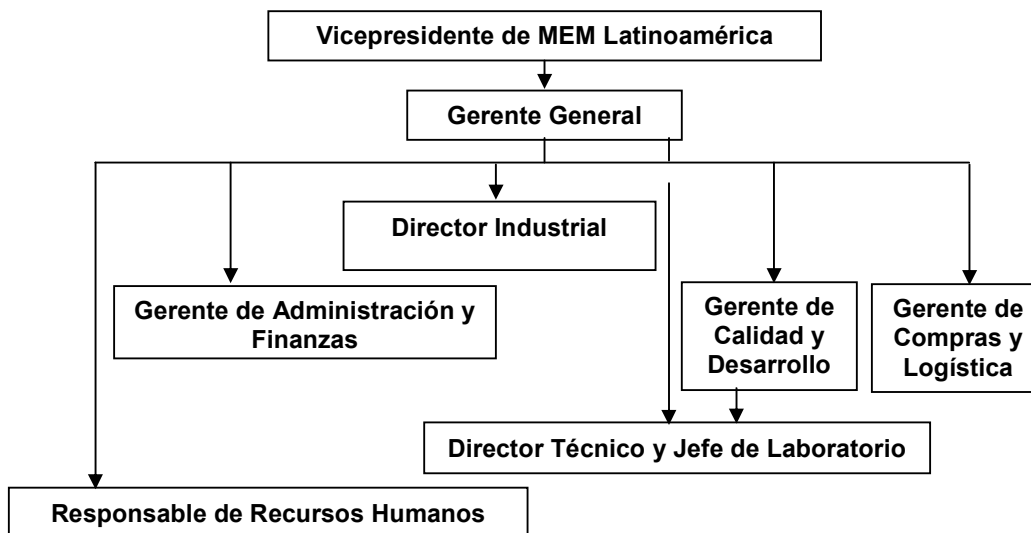 Vicepresidente de MEM Latinoamérica
Gerente General
Director Industrial
Gerente de Administración y
Finanzas
Gerente de
Calidad y
Desarrollo
Gerente de
Compras y
Logística
Director Técnico y Jefe de Laboratorio
Responsable de Recursos Humanos